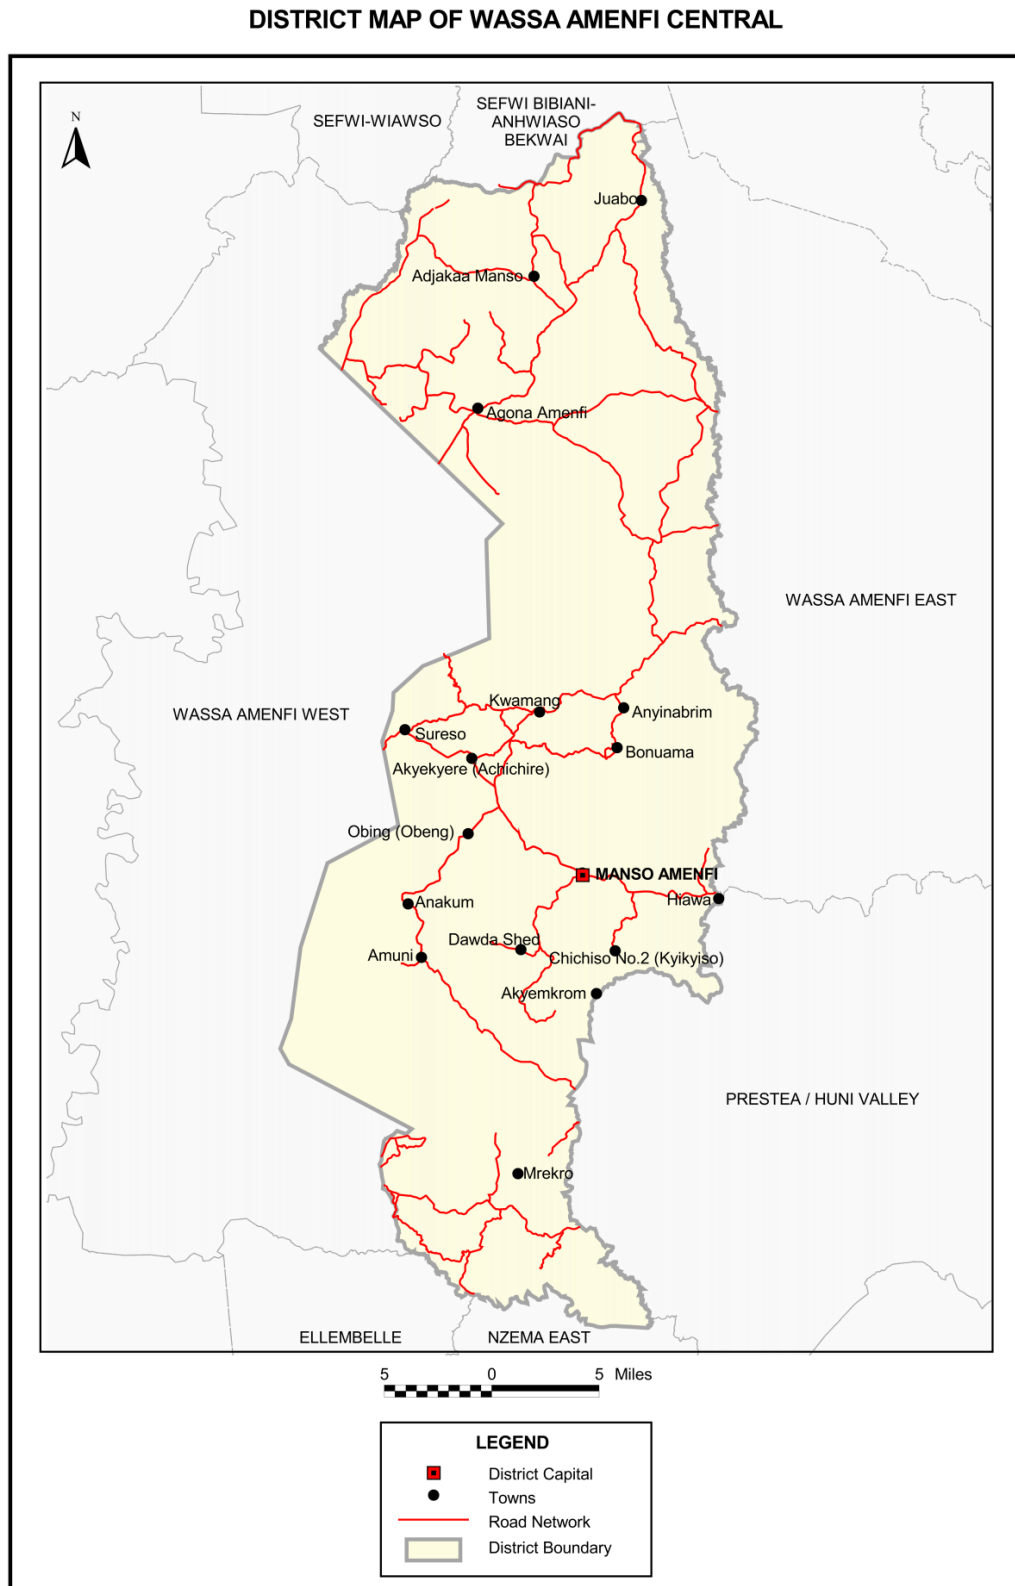 DISTRICT MAP OF WASSA AMENFI CENTRAL
N
SEFWI-WIAWSO
SEFWI BIBIANI-
ANHWIASO
BEKWAI
Juabo
Adjakaa Manso
Agona Amenfi
WASSA AMENFI EAST
WASSA AMENFI WEST
Kwamang
Anyinabrim
Sureso
Bonuama
Akyekyere (Achichire)
Obing (Obeng)
MANSO AMENFI
Hiawa
Anakum
Dawda Shed
Amuni
Chichiso No.2 (Kyikyiso)
Akyemkrom
PRESTEA / HUNI VALLEY
Mrekro
ELLEMBELLE
NZEMA EAST
5 0 5 Miles
LEGEND
District Capital
Towns
Road Network
District Boundary